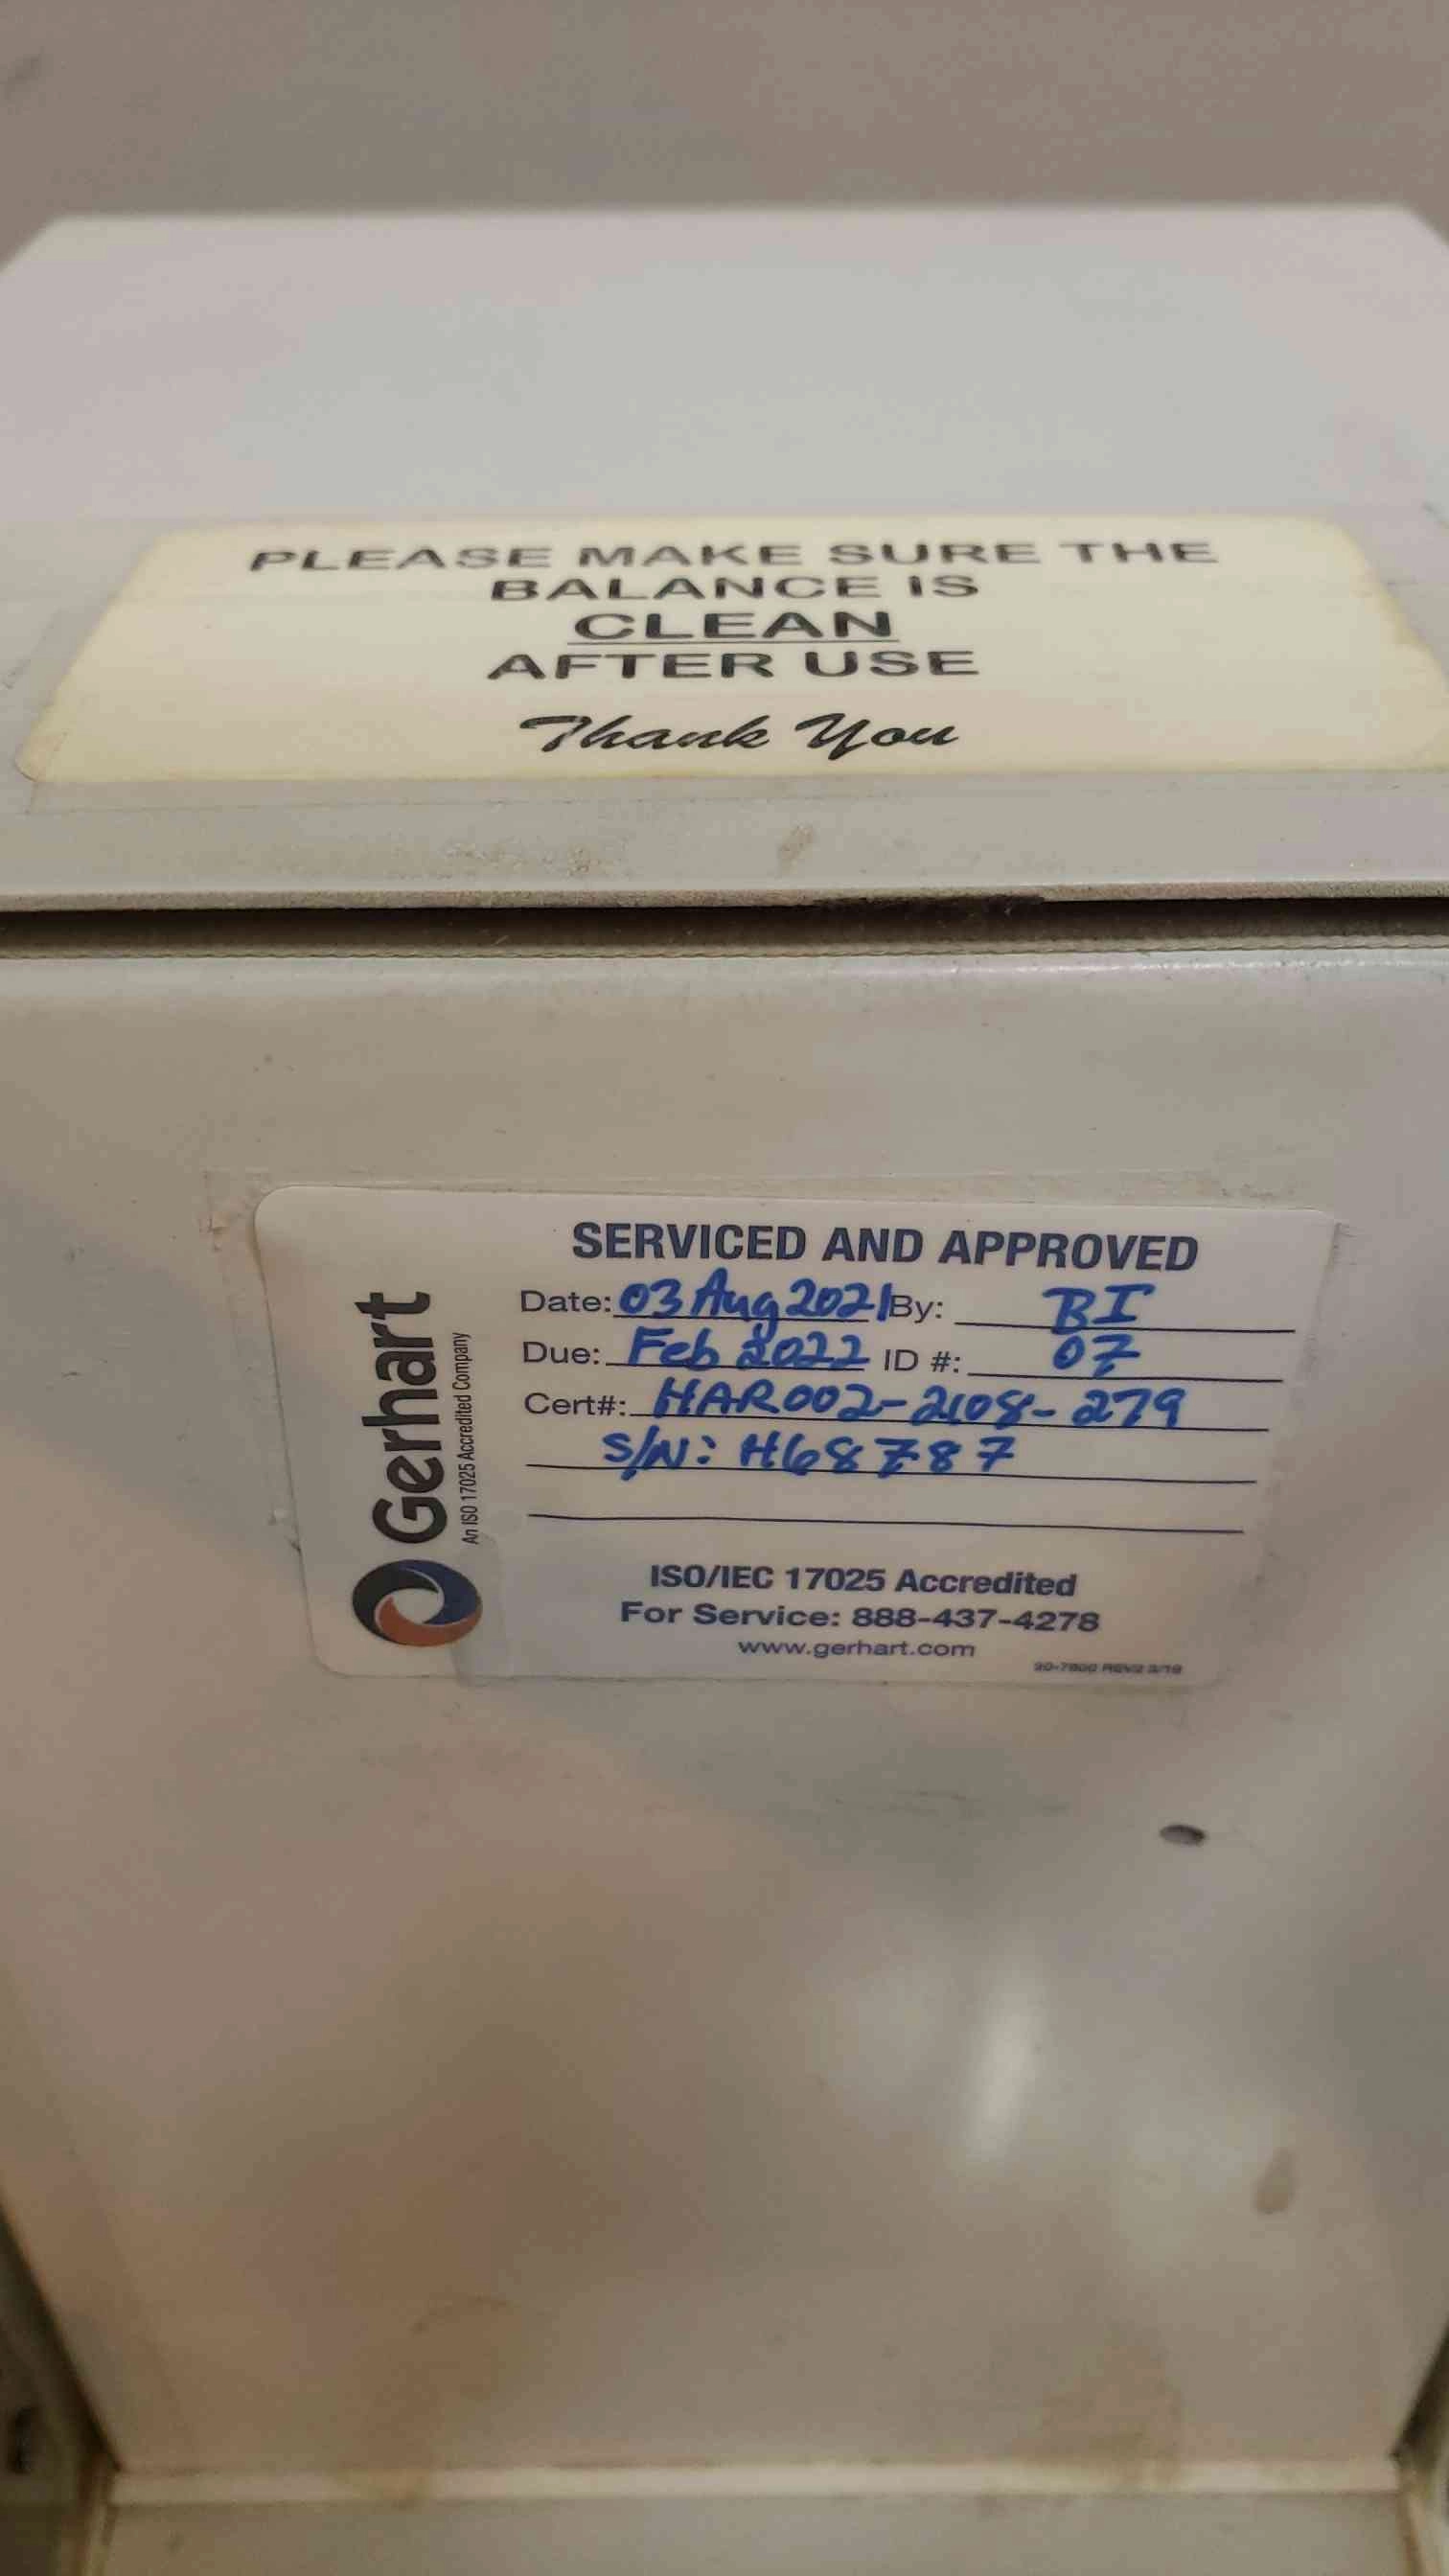 PLEASE MAKE SURE THE
BALANCE IS
CLEAN
AFTER USE
Thank You
Gerhart
An ISO 17025 Accredited Company
SERVICED AND APPROVED
Date: 03 Aug 2021 By: BI
Due: Feb 2022 ID #: 07
Cert#: HAR002-2108-279
S/N: H68787
ISO/IEC 17025 Accredited
For Service: 888-437-4278
www.gerhart.com